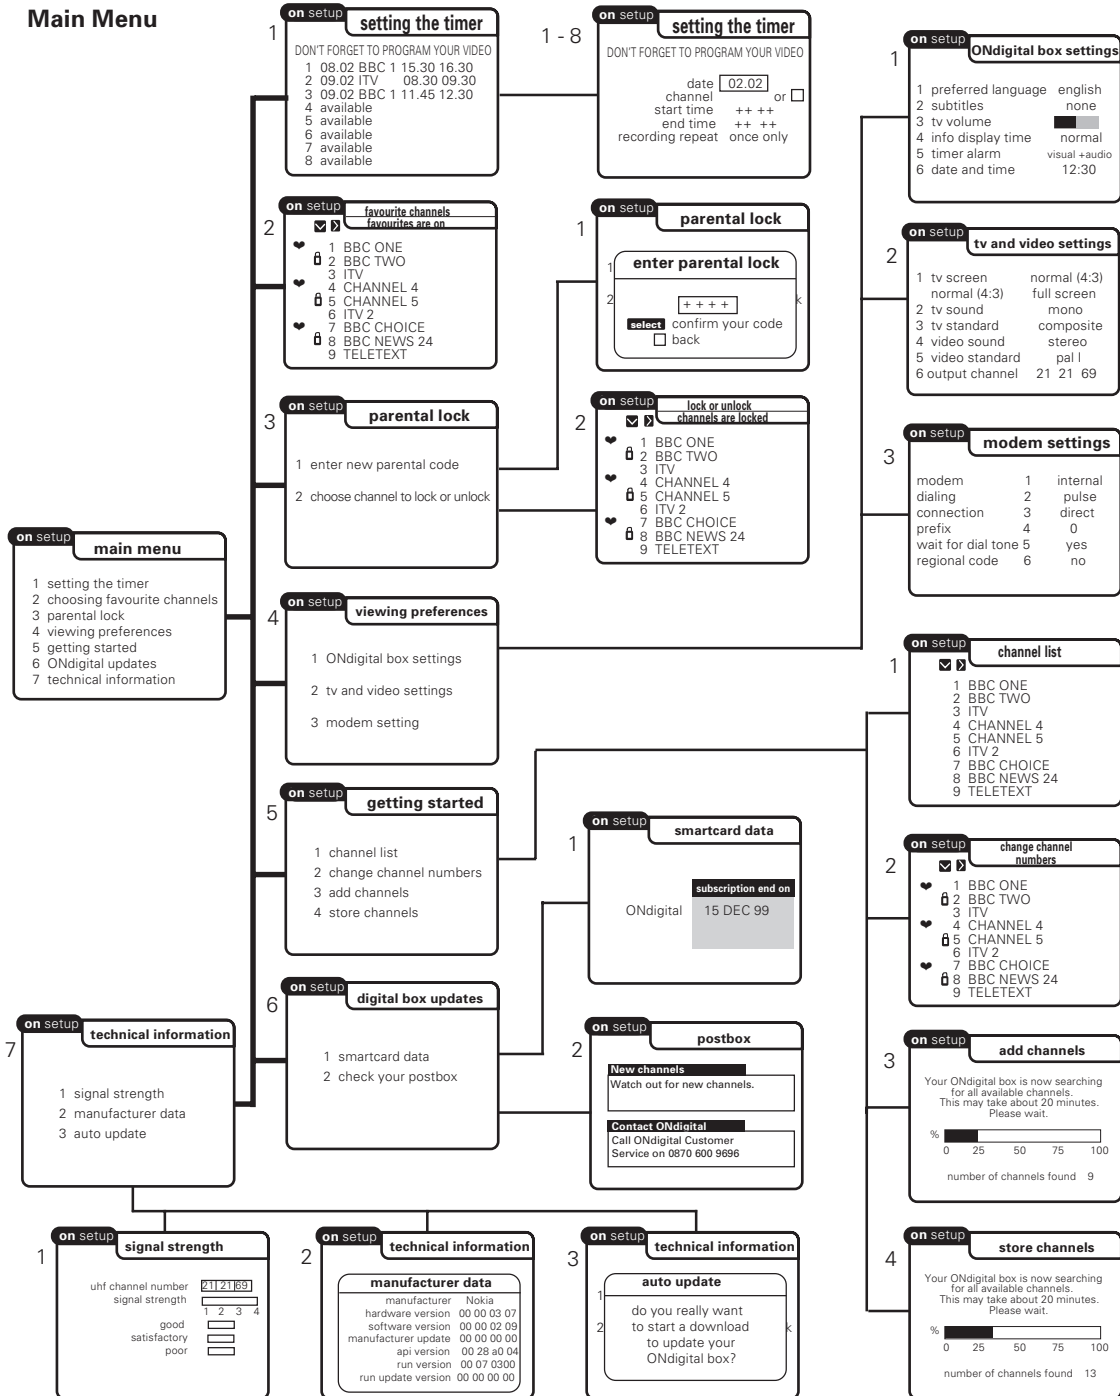 Main Menu
1
on setup
setting the timer
DON'T FORGET TO PROGRAM YOUR VIDEO
1 08.02 BBC 1 15.30 16.30
2 09.02 ITV 08.30 09.30
3 09.02 BBC 1 11.45 12.30
4 available
5 available
6 available
7 available
8 available
1 - 8
on setup
setting the timer
DON'T FORGET TO PROGRAM YOUR VIDEO
date 02.02
channel or
start time ++ ++
end time ++ ++
recording repeat once only
1
on setup
ONdigital box settings
1 preferred language english
2 subtitles none
3 tv volume
4 info display time normal
5 timer alarm visual +audio
6 date and time 12:30
2
on setup
favourite channels
favourites are on
1 BBC ONE
2 BBC TWO
3 ITV
4 CHANNEL 4
5 CHANNEL 5
6 ITV 2
7 BBC CHOICE
8 BBC NEWS 24
9 TELETEXT
1
on setup
parental lock
1
enter parental lock
2
++++
k
select confirm your code
back
2
on setup
tv and video settings
1 tv screen normal (4:3)
normal (4:3) full screen
2 tv sound mono
3 tv standard composite
4 video sound stereo
5 video standard pal l
6 output channel 21 21 69
3
on setup
parental lock
1 enter new parental code
2 choose channel to lock or unlock
2
on setup
lock or unlock
channels are locked
1 BBC ONE
2 BBC TWO
3 ITV
4 CHANNEL 4
5 CHANNEL 5
6 ITV 2
7 BBC CHOICE
8 BBC NEWS 24
9 TELETEXT
3
on setup
modem settings
modem 1 internal
dialing 2 pulse
connection 3 direct
prefix 4 0
wait for dial tone 5 yes
regional code 6 no
on setup
main menu
1 setting the timer
2 choosing favourite channels
3 parental lock
4 viewing preferences
5 getting started
6 ONdigital updates
7 technical information
4
on setup
viewing preferences
1 ONdigital box settings
2 tv and video settings
3 modem setting
1
on setup
channel list
1 BBC ONE
2 BBC TWO
3 ITV
4 CHANNEL 4
5 CHANNEL 5
6 ITV 2
7 BBC CHOICE
8 BBC NEWS 24
9 TELETEXT
5
on setup
getting started
1 channel list
2 change channel numbers
3 add channels
4 store channels
1
on setup
smartcard data
subscription end on
ONdigital 15 DEC 99
2
on setup
change channel
numbers
1 BBC ONE
2 BBC TWO
3 ITV
4 CHANNEL 4
5 CHANNEL 5
6 ITV 2
7 BBC CHOICE
8 BBC NEWS 24
9 TELETEXT
6
on setup
digital box updates
1 smartcard data
2 check your postbox
2
on setup
postbox
New channels
Watch out for new channels.
Contact ONdigital
Call ONdigital Customer
Service on 0870 600 9696
3
on setup
add channels
Your ONdigital box is now searching
for all available channels.
This may take about 20 minutes.
Please wait.
%
0 25 50 75 100
number of channels found 9
7
on setup
technical information
1 signal strength
2 manufacturer data
3 auto update
1
on setup
signal strength
uhf channel number 21 21 69
signal strength
1 2 3 4
good
satisfactory
poor
2
on setup
technical information
manufacturer data
manufacturer Nokia
hardware version 00 00 03 07
software version 00 00 02 09
manufacturer update 00 00 00 00
api version 00 28 a0 04
run version 00 07 0300
run update version 00 00 00 00
3
on setup
technical information
auto update
1
do you really want
2
to start a download
k
to update your
ONdigital box?
4
on setup
store channels
Your ONdigital box is now searching
for all available channels.
This may take about 20 minutes.
Please wait.
%
0 25 50 75 100
number of channels found 13